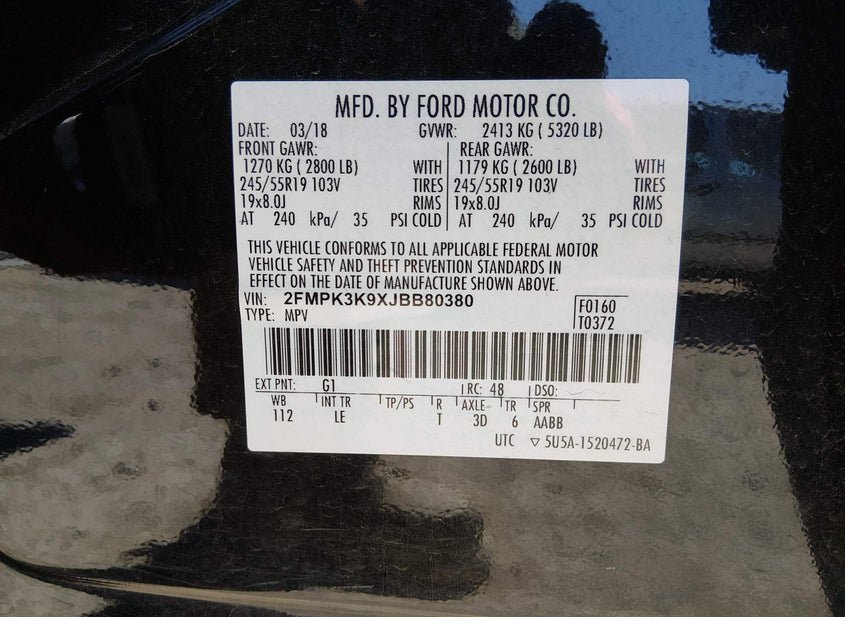 MFD. BY FORD MOTOR CO.
DATE: 03/18 GVWR: 2413 KG ( 5320 LB)
FRONT GAWR: REAR GAWR:
1270 KG ( 2800 LB) WITH 1179 KG ( 2600 LB) WITH
245/55R19 103V TIRES 245/55R19 103V TIRES
19x8.0J RIMS 19x8.0J RIMS
AT 240 kPa/ 35 PSI COLD AT 240 kPa/ 35 PSI COLD
THIS VEHICLE CONFORMS TO ALL APPLICABLE FEDERAL MOTOR
VEHICLE SAFETY AND THEFT PREVENTION STANDARDS IN
EFFECT ON THE DATE OF MANUFACTURE SHOWN ABOVE.
VIN: 2FMPK3K9XJBB80380 F0160
TYPE: MPV T0372
EXT PNT: G1 RC: 48 DSO:
WB INT TR TP/PS R AXLE TR SPR
112 LE T 3D 6 AABB
UTC ▽ 5U5A-1520472-BA